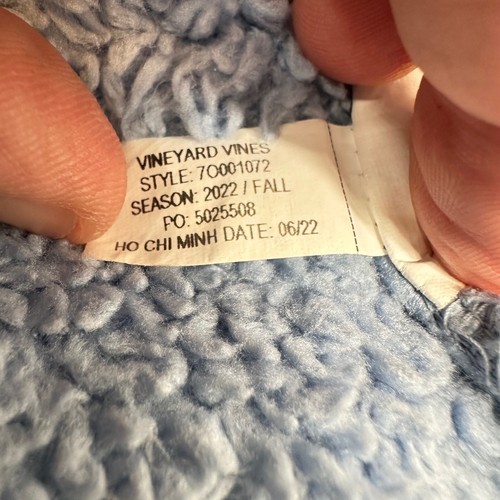 VINEYARD VINES
STYLE: 7O001072
SEASON: 2022 / FALL
PO: 5025508
HO CHI MINH DATE: 06/22